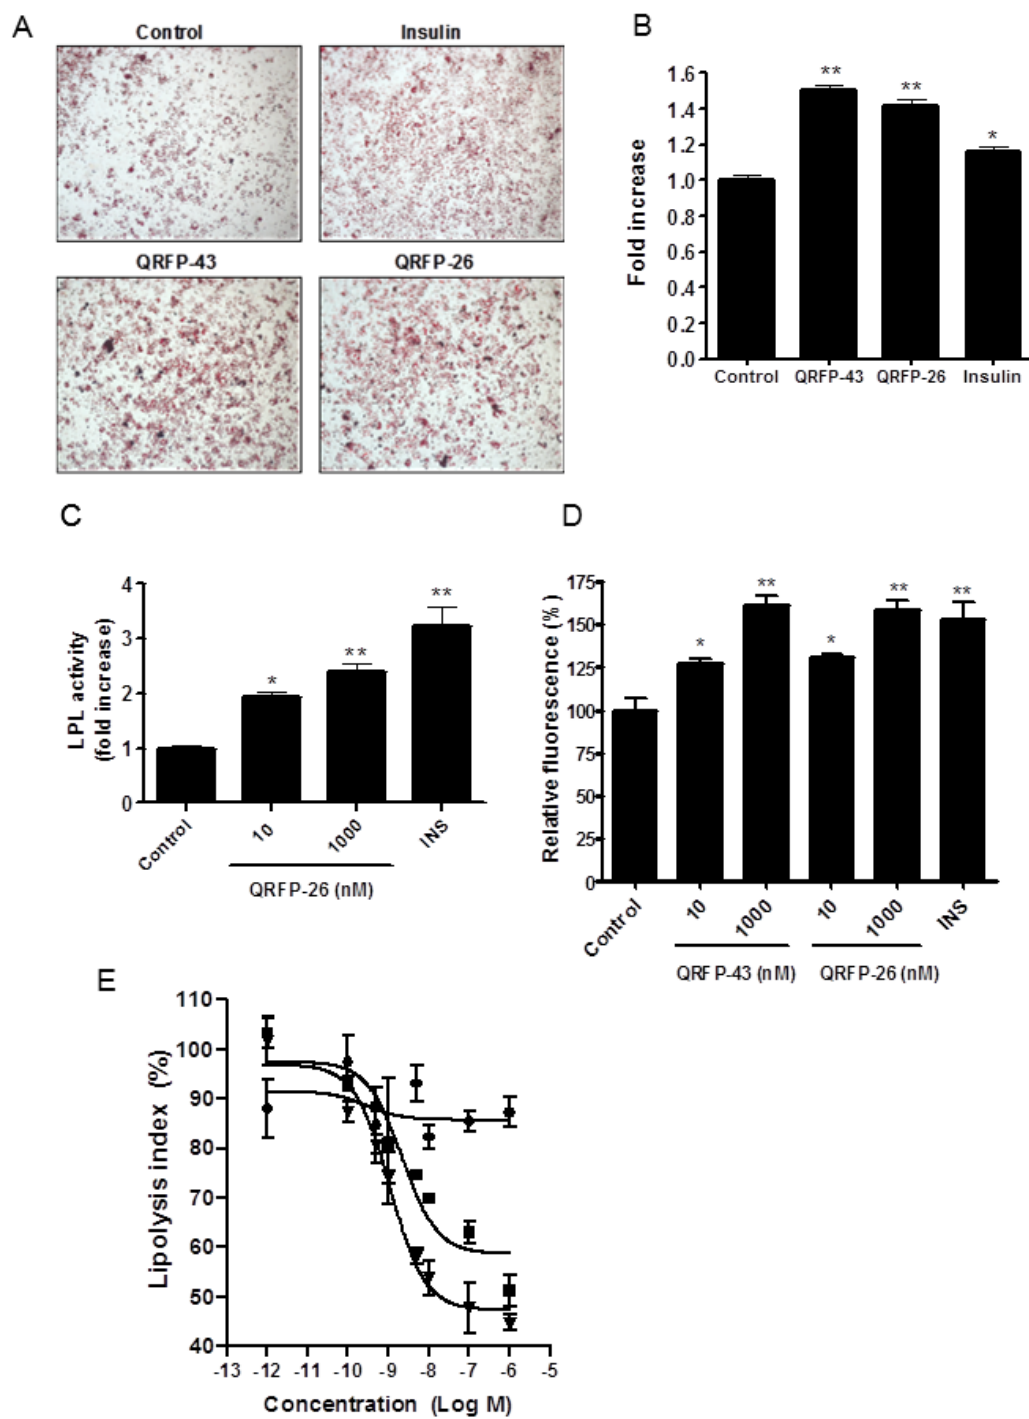 A
Control
Insulin
QRFP-43
QRFP-26
B
Fold increase
1.6
1.4
1.2
1.0
0.8
0.6
0.4
0.2
0.0
**
**
*
Control QRFP-43 QRFP-26 Insulin
C
LPL activity
(fold increase)
4
3
2
1
0
*
**
**
Control
10
1000
INS
QRFP-26 (nM)
D
Relative fluorescence (%)
175
150
125
100
75
50
25
0
*
**
*
**
**
Control
10
1000
10
1000
INS
QRFP-43 (nM)
QRFP-26 (nM)
E
Lipolysis index (%)
110
100
90
80
70
60
50
40
-13 -12 -11 -10 -9 -8 -7 -6 -5
Concentration (Log M)